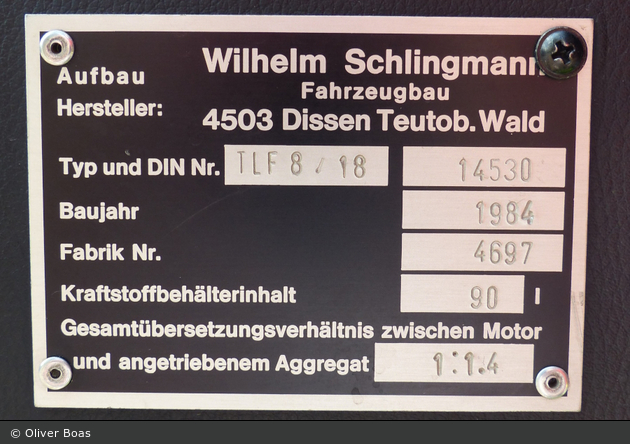 Aufbau Hersteller:
Wilhelm Schlingmann
Fahrzeugbau
4503 Dissen Teutob. Wald
Typ und DIN Nr. TLF 8 / 18 14530
Baujahr 1984
Fabrik Nr. 4697
Kraftstoffbehälterinhalt 90 l
Gesamtübersetzungsverhältnis zwischen Motor
und angetriebenem Aggregat 1:1.4
© Oliver Boas